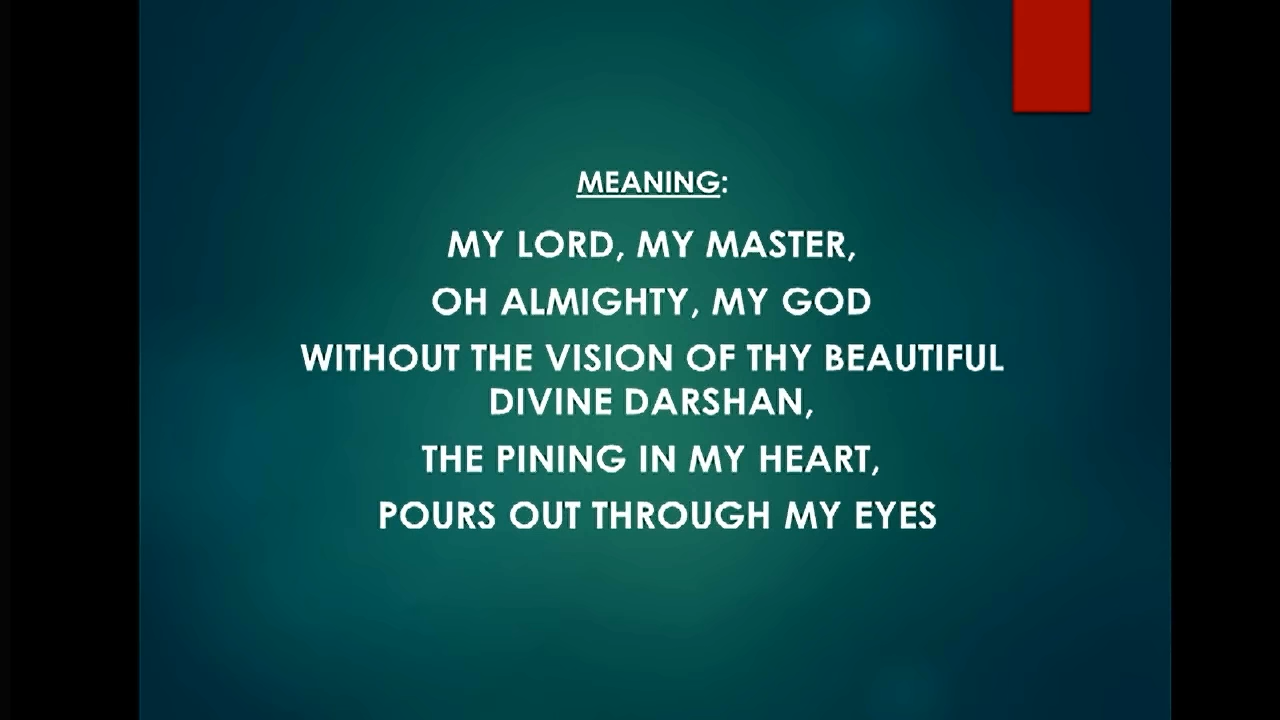 MEANING:
MY LORD, MY MASTER,
OH ALMIGHTY, MY GOD
WITHOUT THE VISION OF THY BEAUTIFUL
DIVINE DARSHAN,
THE PINING IN MY HEART,
POURS OUT THROUGH MY EYES